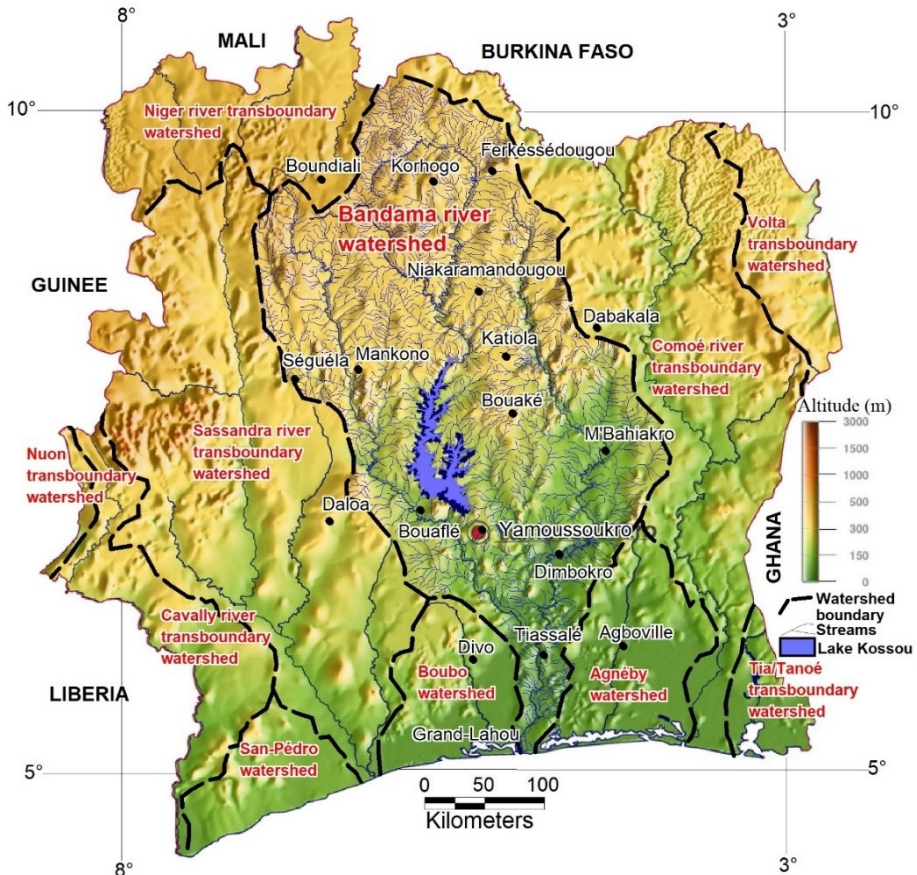 8°
3°
MALI
BURKINA FASO
10°
10°
Niger river transboundary
watershed
Boundiali
Korhogo
Ferkéssédougou
Bandama river
watershed
Volta
transboundary
watershed
GUINEE
Niakaramandougou
Dabakala
Katiola
Comoé river
transboundary
watershed
Séguéla
Mankono
Bouaké
Altitude (m)
3000
1500
1000
500
300
150
0
Sassandra river
transboundary
watershed
M'Bahiakro
Nuon
transboundary
watershed
Daloa
Bouaflé
Yamoussoukro
Dimbokro
GHANA
Watershed
boundary
Streams
Lake Kossou
Cavally river
transboundary
watershed
Tiassalé
Agboville
Divo
Boubo
watershed
Agnéby
watershed
Tia/Tanoé
transboundary
watershed
LIBERIA
Grand-Lahou
San-Pédro
watershed
5°
5°
0 50 100
Kilometers
8°
3°